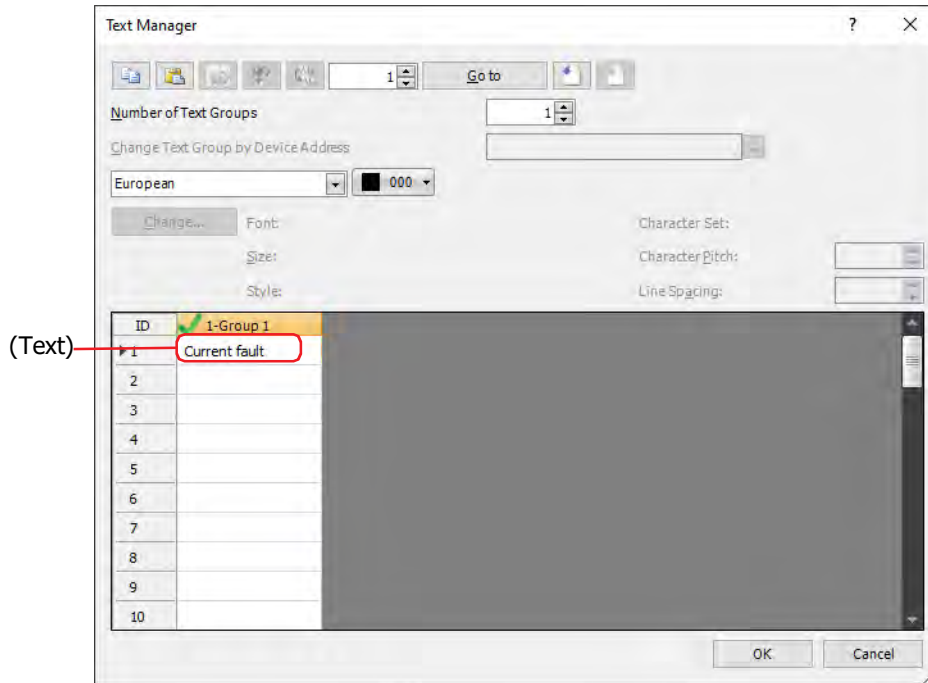 Text Manager ? ×
1 Go to
Number of Text Groups 1
Change Text Group by Device Address
European 000
Change... Font: Character Set:
Size: Character Pitch:
Style: Line Spacing:
ID 1-Group 1
(Text) 1 Current fault
2
3
4
5
6
7
8
9
10
OK Cancel